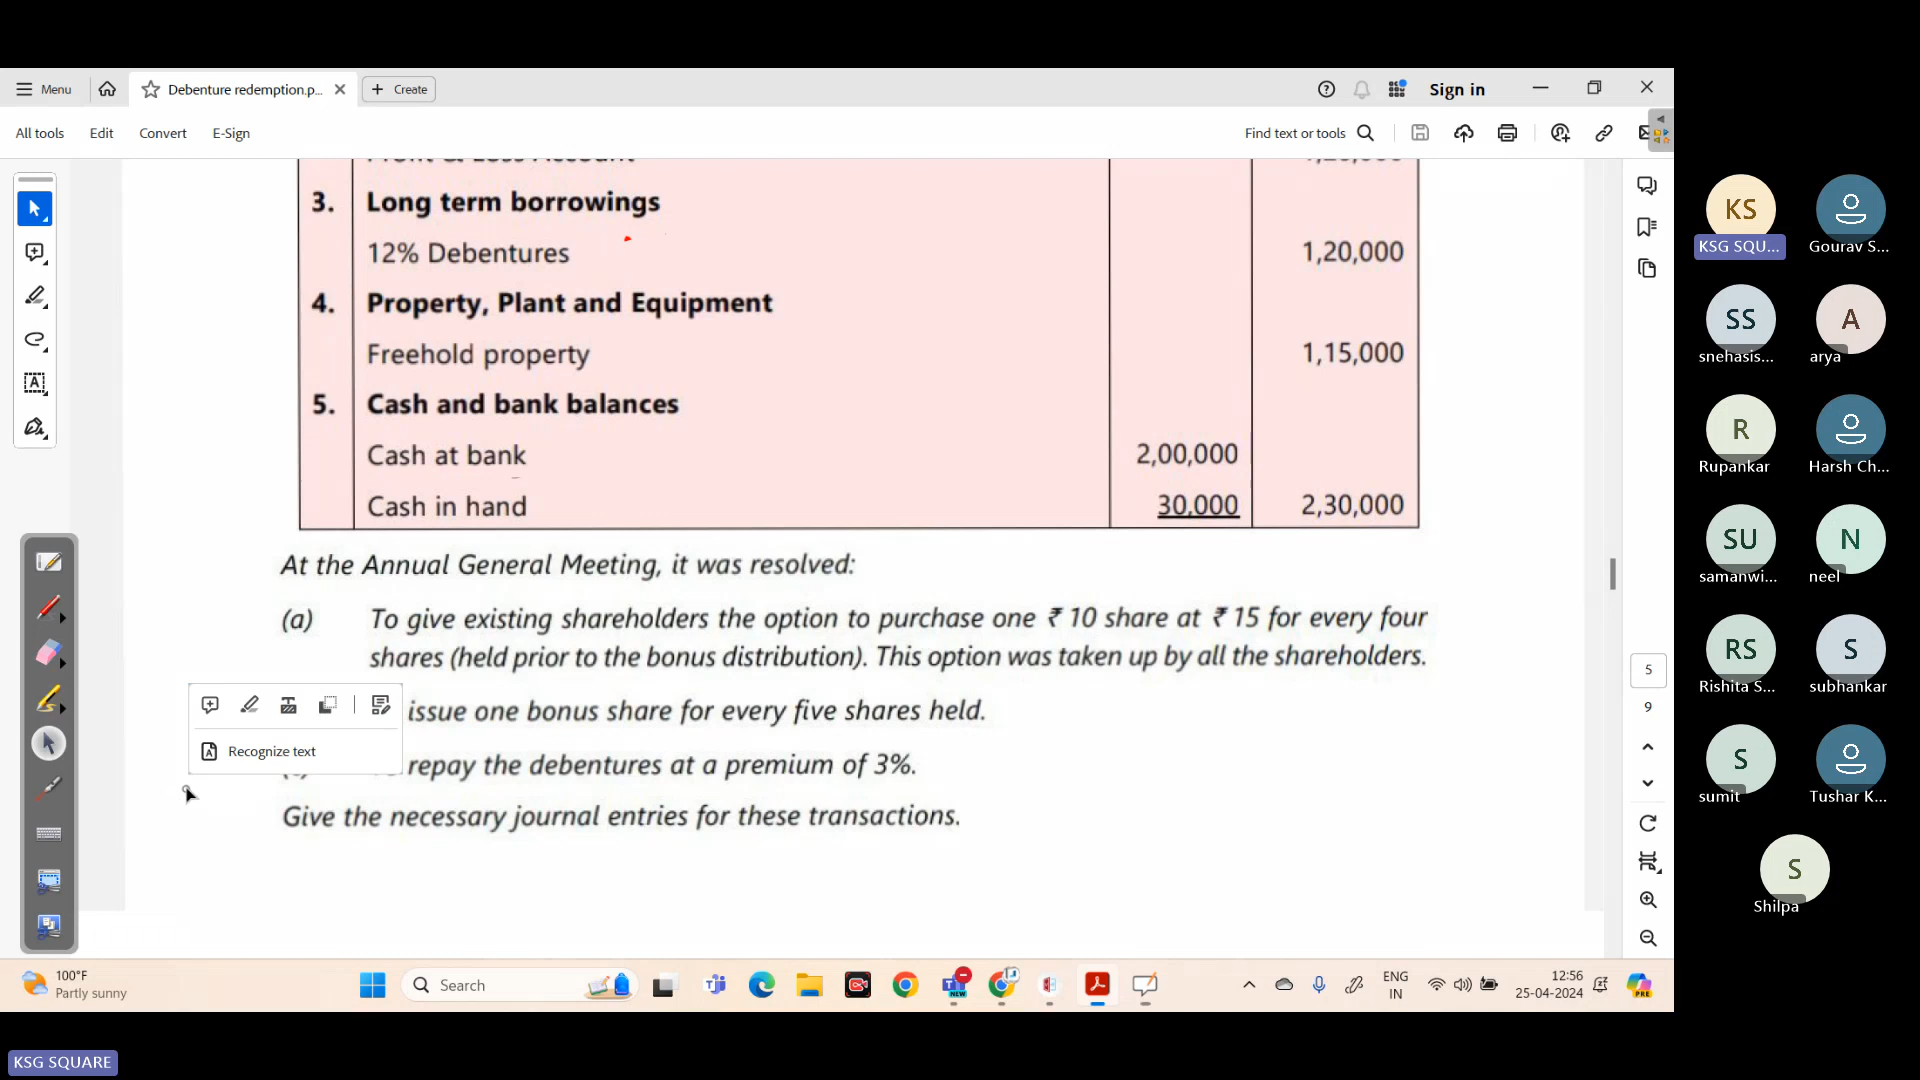 Menu
Debenture redemption.p...
Create
Sign in
All tools
Edit
Convert
E-Sign
Find text or tools
Profit & Loss Account
3. Long term borrowings
12% Debentures 1,20,000
4. Property, Plant and Equipment
Freehold property 1,15,000
5. Cash and bank balances
Cash at bank 2,00,000
Cash in hand 30,000 2,30,000
At the Annual General Meeting, it was resolved:
(a) To give existing shareholders the option to purchase one ₹ 10 share at ₹ 15 for every four
shares (held prior to the bonus distribution). This option was taken up by all the shareholders.
issue one bonus share for every five shares held.
Recognize text
repay the debentures at a premium of 3%.
Give the necessary journal entries for these transactions.
5
9
KS
KSG SQU...
Gourav S...
SS
snehasis...
A
arya
R
Rupankar
Harsh Ch...
SU
samanwi...
N
neel
RS
Rishita S...
S
subhankar
S
sumit
Tushar K...
S
Shilpa
100°F
Partly sunny
Search
NEW
ENG
IN
12:56
25-04-2024
PRE
KSG SQUARE